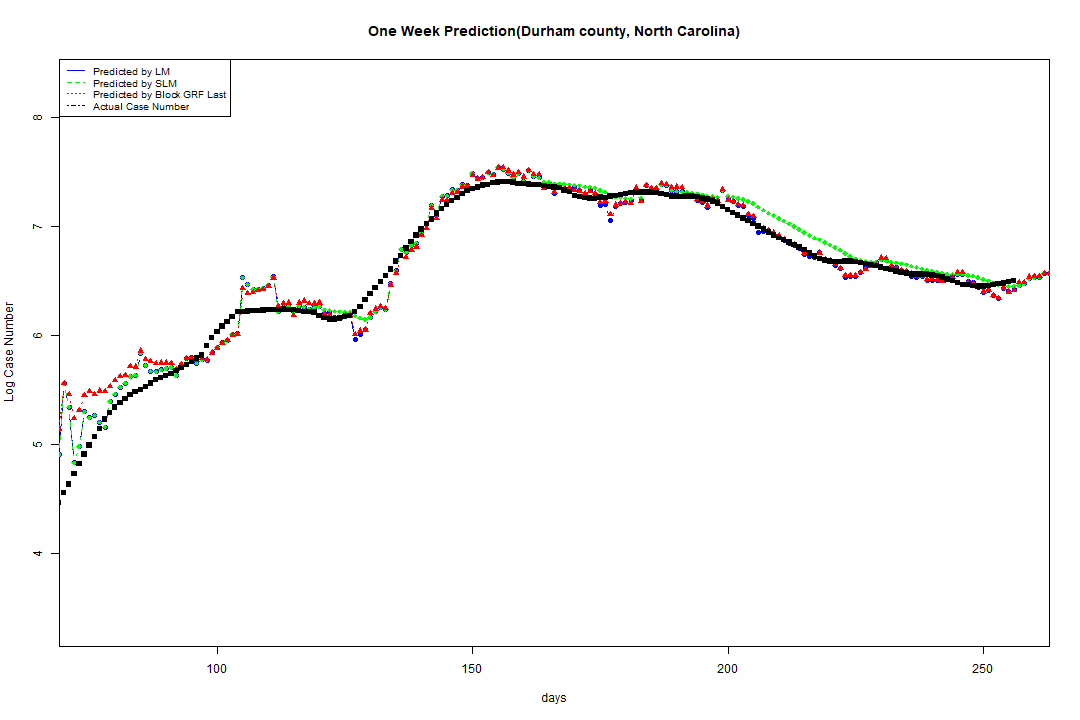 One Week Prediction(Durham county, North Carolina)
Predicted by LM
Predicted by SLM
Predicted by Block GRF Last
Actual Case Number
8
7
6
5
4
Log Case Number
100 150 200 250
days